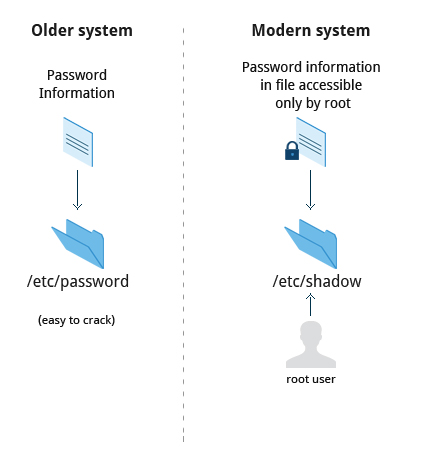 Older system
Password
Information
/etc/password
(easy to crack)
Modern system
Password information
in file accessible
only by root
/etc/shadow
root user